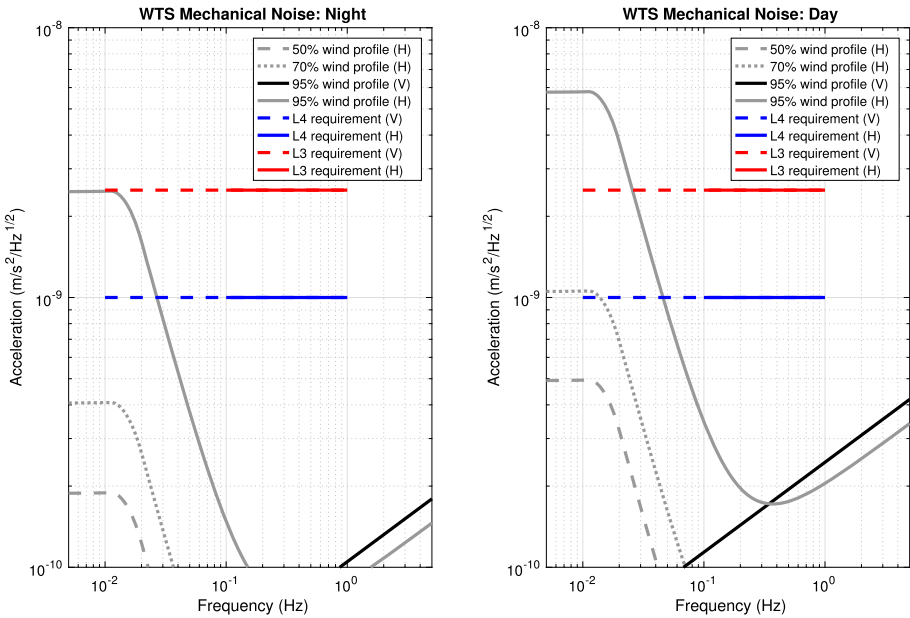 WTS Mechanical Noise: Night
10^-8
50% wind profile (H)
70% wind profile (H)
95% wind profile (V)
95% wind profile (H)
L4 requirement (V)
L4 requirement (H)
L3 requirement (V)
L3 requirement (H)
Acceleration (m/s^2/Hz^1/2)
10^-9
10^-10
10^-2
10^-1
10^0
Frequency (Hz)
WTS Mechanical Noise: Day
10^-8
50% wind profile (H)
70% wind profile (H)
95% wind profile (V)
95% wind profile (H)
L4 requirement (V)
L4 requirement (H)
L3 requirement (V)
L3 requirement (H)
Acceleration (m/s^2/Hz^1/2)
10^-9
10^-10
10^-2
10^-1
10^0
Frequency (Hz)